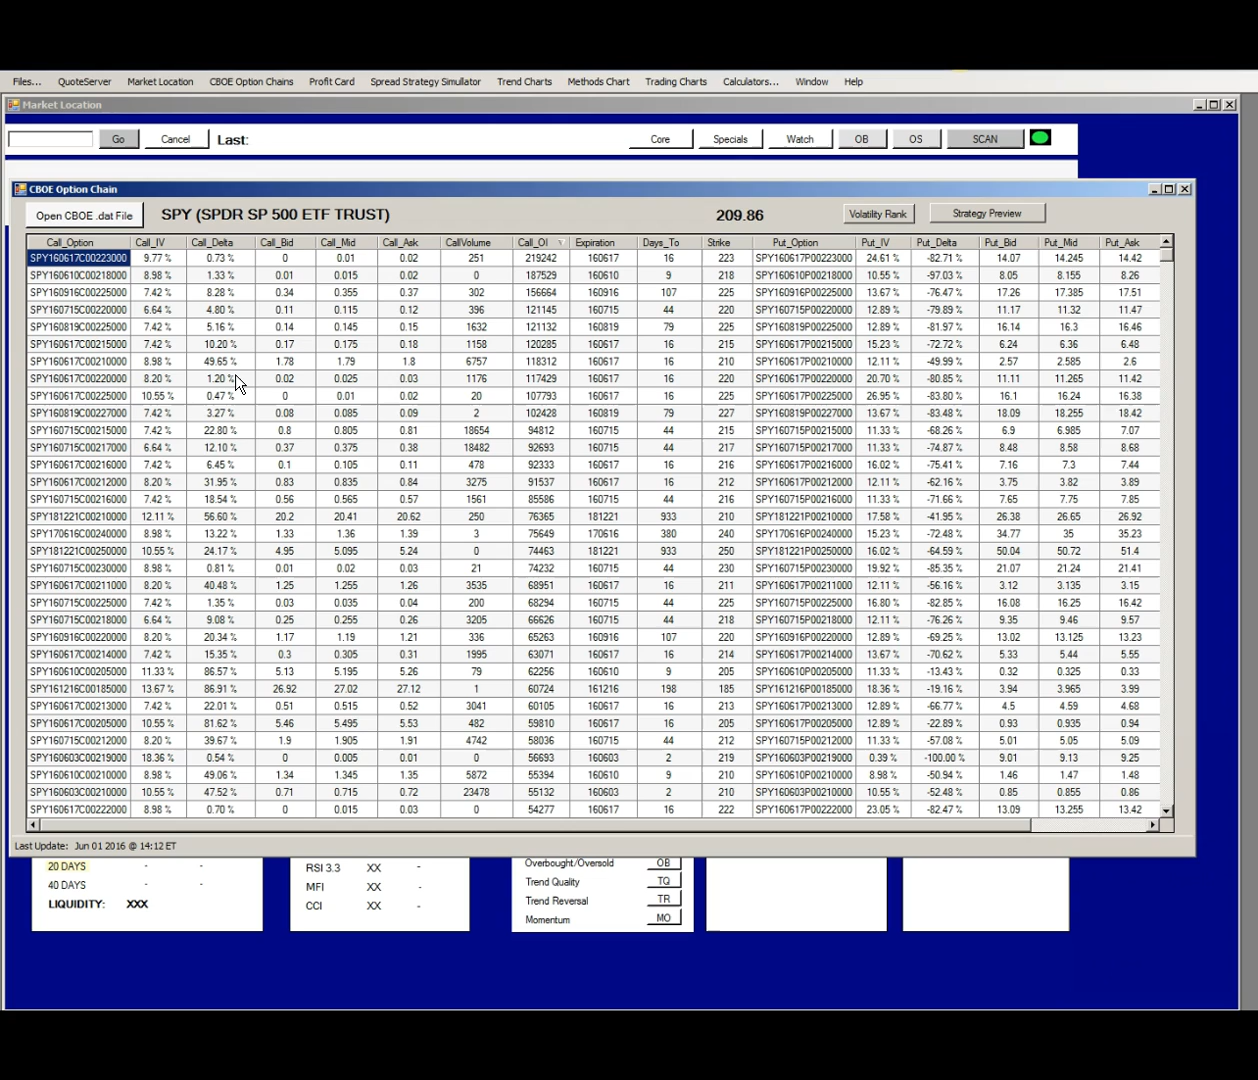 Files... QuoteServer Market Location CBOE Option Chains Profit Card Spread Strategy Simulator Trend Charts Methods Chart Trading Charts Calculators... Window Help
Market Location
Go Cancel Last: Core Specials Watch OB OS SCAN
CBOE Option Chain
Open CBOE .dat File SPY (SPDR SP 500 ETF TRUST) 209.86 Volatility Rank Strategy Preview
Call_Option Call_IV Call_Delta Call_Bid Call_Mid Call_Ask CallVolume Call_OI Expiration Days_To Strike Put_Option Put_IV Put_Delta Put_Bid Put_Mid Put_Ask
SPY160617C00223000 9.77 % 0.73 % 0 0.01 0.02 251 219242 160617 16 223 SPY160617P00223000 24.61 % -82.71 % 14.07 14.245 14.42
SPY160610C00218000 8.98 % 1.33 % 0.01 0.015 0.02 0 187529 160610 9 218 SPY160610P00218000 10.55 % -97.03 % 8.05 8.155 8.26
SPY160916C00225000 7.42 % 8.28 % 0.34 0.355 0.37 302 156664 160916 107 225 SPY160916P00225000 13.67 % -76.47 % 17.26 17.385 17.51
SPY160715C00220000 6.64 % 4.80 % 0.11 0.115 0.12 396 121145 160715 44 220 SPY160715P00220000 12.89 % -79.89 % 11.17 11.32 11.47
SPY160819C00225000 7.42 % 5.16 % 0.14 0.145 0.15 1632 121132 160819 79 225 SPY160819P00225000 12.89 % -81.97 % 16.14 16.3 16.46
SPY160617C00215000 7.42 % 10.20 % 0.17 0.175 0.18 1158 120285 160617 16 215 SPY160617P00215000 15.23 % -72.72 % 6.24 6.36 6.48
SPY160617C00210000 8.98 % 49.65 % 1.78 1.79 1.8 6757 118312 160617 16 210 SPY160617P00210000 12.11 % -49.99 % 2.57 2.585 2.6
SPY160617C00220000 8.20 % 1.20 % 0.02 0.025 0.03 1176 117429 160617 16 220 SPY160617P00220000 20.70 % -80.85 % 11.11 11.265 11.42
SPY160617C00225000 10.55 % 0.47 % 0 0.01 0.02 20 107793 160617 16 225 SPY160617P00225000 26.95 % -83.80 % 16.1 16.24 16.38
SPY160819C00227000 7.42 % 3.27 % 0.08 0.085 0.09 2 102428 160819 79 227 SPY160819P00227000 13.67 % -83.48 % 18.09 18.255 18.42
SPY160715C00215000 7.42 % 22.80 % 0.8 0.805 0.81 18654 94812 160715 44 215 SPY160715P00215000 11.33 % -68.26 % 6.9 6.985 7.07
SPY160715C00217000 6.64 % 12.10 % 0.37 0.375 0.38 18482 92693 160715 44 217 SPY160715P00217000 11.33 % -74.87 % 8.48 8.58 8.68
SPY160617C00216000 7.42 % 6.45 % 0.1 0.105 0.11 478 92333 160617 16 216 SPY160617P00216000 16.02 % -75.41 % 7.16 7.3 7.44
SPY160617C00212000 8.20 % 31.95 % 0.83 0.835 0.84 3275 91537 160617 16 212 SPY160617P00212000 12.11 % -62.16 % 3.75 3.82 3.89
SPY160715C00216000 7.42 % 18.54 % 0.56 0.565 0.57 1561 85586 160715 44 216 SPY160715P00216000 11.33 % -71.66 % 7.65 7.75 7.85
SPY181221C00210000 12.11 % 56.60 % 20.2 20.41 20.62 250 76365 181221 933 210 SPY181221P00210000 17.58 % -41.95 % 26.38 26.65 26.92
SPY170616C00240000 8.98 % 13.22 % 1.33 1.36 1.39 3 75649 170616 380 240 SPY170616P00240000 15.23 % -72.48 % 34.77 35 35.23
SPY181221C00250000 10.55 % 24.17 % 4.95 5.095 5.24 0 74463 181221 933 250 SPY181221P00250000 16.02 % -64.59 % 50.04 50.72 51.4
SPY160715C00230000 8.98 % 0.81 % 0.01 0.02 0.03 21 74232 160715 44 230 SPY160715P00230000 19.92 % -85.35 % 21.07 21.24 21.41
SPY160617C00211000 8.20 % 40.48 % 1.25 1.255 1.26 3535 68951 160617 16 211 SPY160617P00211000 12.11 % -56.16 % 3.12 3.135 3.15
SPY160715C00225000 7.42 % 1.35 % 0.03 0.035 0.04 200 68294 160715 44 225 SPY160715P00225000 16.80 % -82.85 % 16.08 16.25 16.42
SPY160715C00218000 6.64 % 9.08 % 0.25 0.255 0.26 3205 66626 160715 44 218 SPY160715P00218000 12.11 % -76.26 % 9.35 9.46 9.57
SPY160916C00220000 8.20 % 20.34 % 1.17 1.19 1.21 336 65263 160916 107 220 SPY160916P00220000 12.89 % -69.25 % 13.02 13.125 13.23
SPY160617C00214000 7.42 % 15.35 % 0.3 0.305 0.31 1995 63071 160617 16 214 SPY160617P00214000 13.67 % -70.62 % 5.33 5.44 5.55
SPY160610C00205000 11.33 % 86.57 % 5.13 5.195 5.26 79 62256 160610 9 205 SPY160610P00205000 11.33 % -13.43 % 0.32 0.325 0.33
SPY161216C00185000 13.67 % 86.91 % 26.92 27.02 27.12 1 60724 161216 198 185 SPY161216P00185000 18.36 % -19.16 % 3.94 3.965 3.99
SPY160617C00213000 7.42 % 22.01 % 0.51 0.515 0.52 3041 60105 160617 16 213 SPY160617P00213000 12.89 % -66.77 % 4.5 4.59 4.68
SPY160617C00205000 10.55 % 81.62 % 5.46 5.495 5.53 482 59810 160617 16 205 SPY160617P00205000 12.89 % -22.89 % 0.93 0.935 0.94
SPY160715C00212000 8.20 % 39.67 % 1.9 1.905 1.91 4742 58036 160715 44 212 SPY160715P00212000 11.33 % -57.08 % 5.01 5.05 5.09
SPY160603C00219000 18.36 % 0.54 % 0 0.005 0.01 0 56693 160603 2 219 SPY160603P00219000 0.39 % -100.00 % 9.01 9.13 9.25
SPY160610C00210000 8.98 % 49.06 % 1.34 1.345 1.35 5872 55394 160610 9 210 SPY160610P00210000 8.98 % -50.94 % 1.46 1.47 1.48
SPY160603C00210000 10.55 % 47.52 % 0.71 0.715 0.72 23478 55132 160603 2 210 SPY160603P00210000 10.55 % -52.48 % 0.85 0.855 0.86
SPY160617C00222000 8.98 % 0.70 % 0 0.015 0.03 0 54277 160617 16 222 SPY160617P00222000 23.05 % -82.47 % 13.09 13.255 13.42
Last Update: Jun 01 2016 @ 14:12 ET
20 DAYS - - RSI 3.3 XX - Overbought/Oversold OB
40 DAYS - - MFI XX - Trend Quality TQ
LIQUIDITY: XXX CCI XX - Trend Reversal TR
Momentum MO